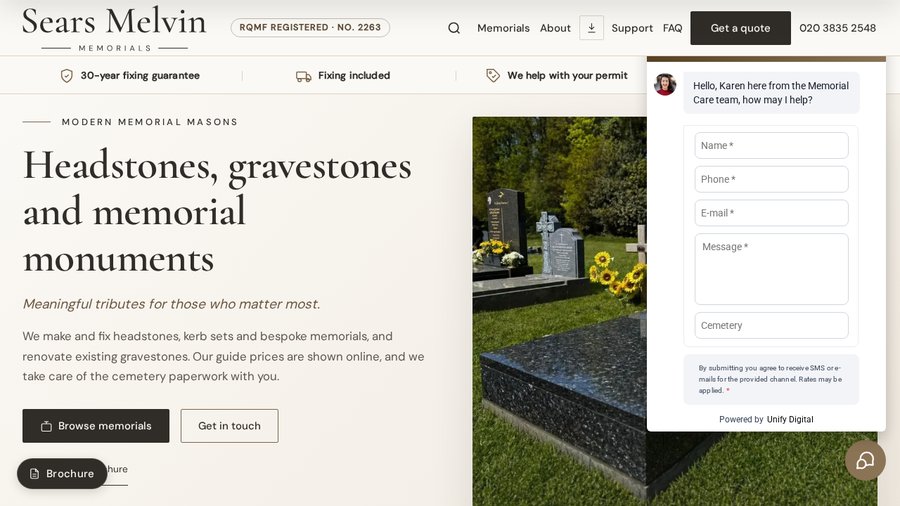 Sears Melvin
MEMORIALS
RQMF REGISTERED · NO. 2263
Memorials
About
Support
FAQ
Get a quote
020 3835 2548
30-year fixing guarantee
Fixing included
We help with your permit
MODERN MEMORIAL MASONS
Headstones, gravestones
and memorial
monuments
Meaningful tributes for those who matter most.
We make and fix headstones, kerb sets and bespoke memorials, and
renovate existing gravestones. Our guide prices are shown online, and we
take care of the cemetery paperwork with you.
Browse memorials
Get in touch
Brochure
hure
Hello, Karen here from the Memorial
Care team, how may I help?
Name *
Phone *
E-mail *
Message *
Cemetery
By submitting you agree to receive SMS or e-
mails for the provided channel. Rates may be
applied. *
Powered by Unify Digital